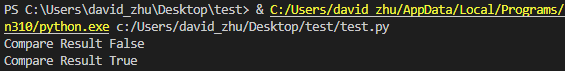 PS C:\Users\david_zhu\Desktop\test> & C:/Users/david_zhu/AppData/Local/Programs/
n310/python.exe c:/Users/david_zhu/Desktop/test/test.py
Compare Result False
Compare Result True